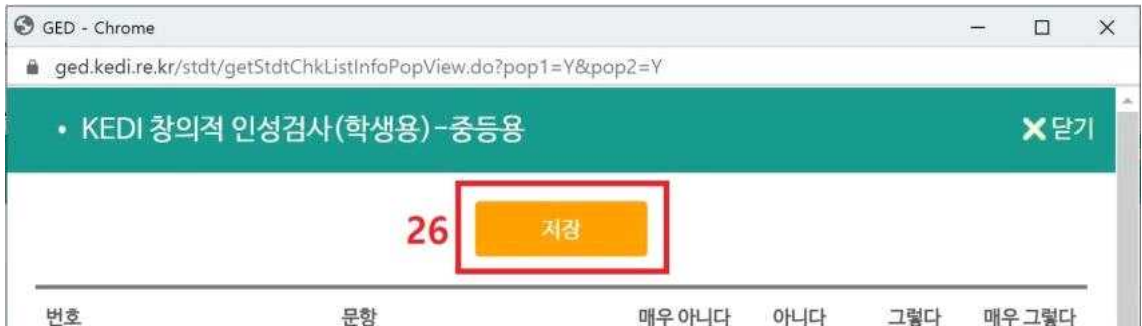 GED - Chrome
ged.kedi.re.kr/stdt/getStdtChkListInfoPopView.do?pop1=Y&pop2=Y
• KEDI 창의적 인성검사(학생용)-중등용 닫기
26 저장
번호 문항 매우 아니다 아니다 그렇다 매우 그렇다